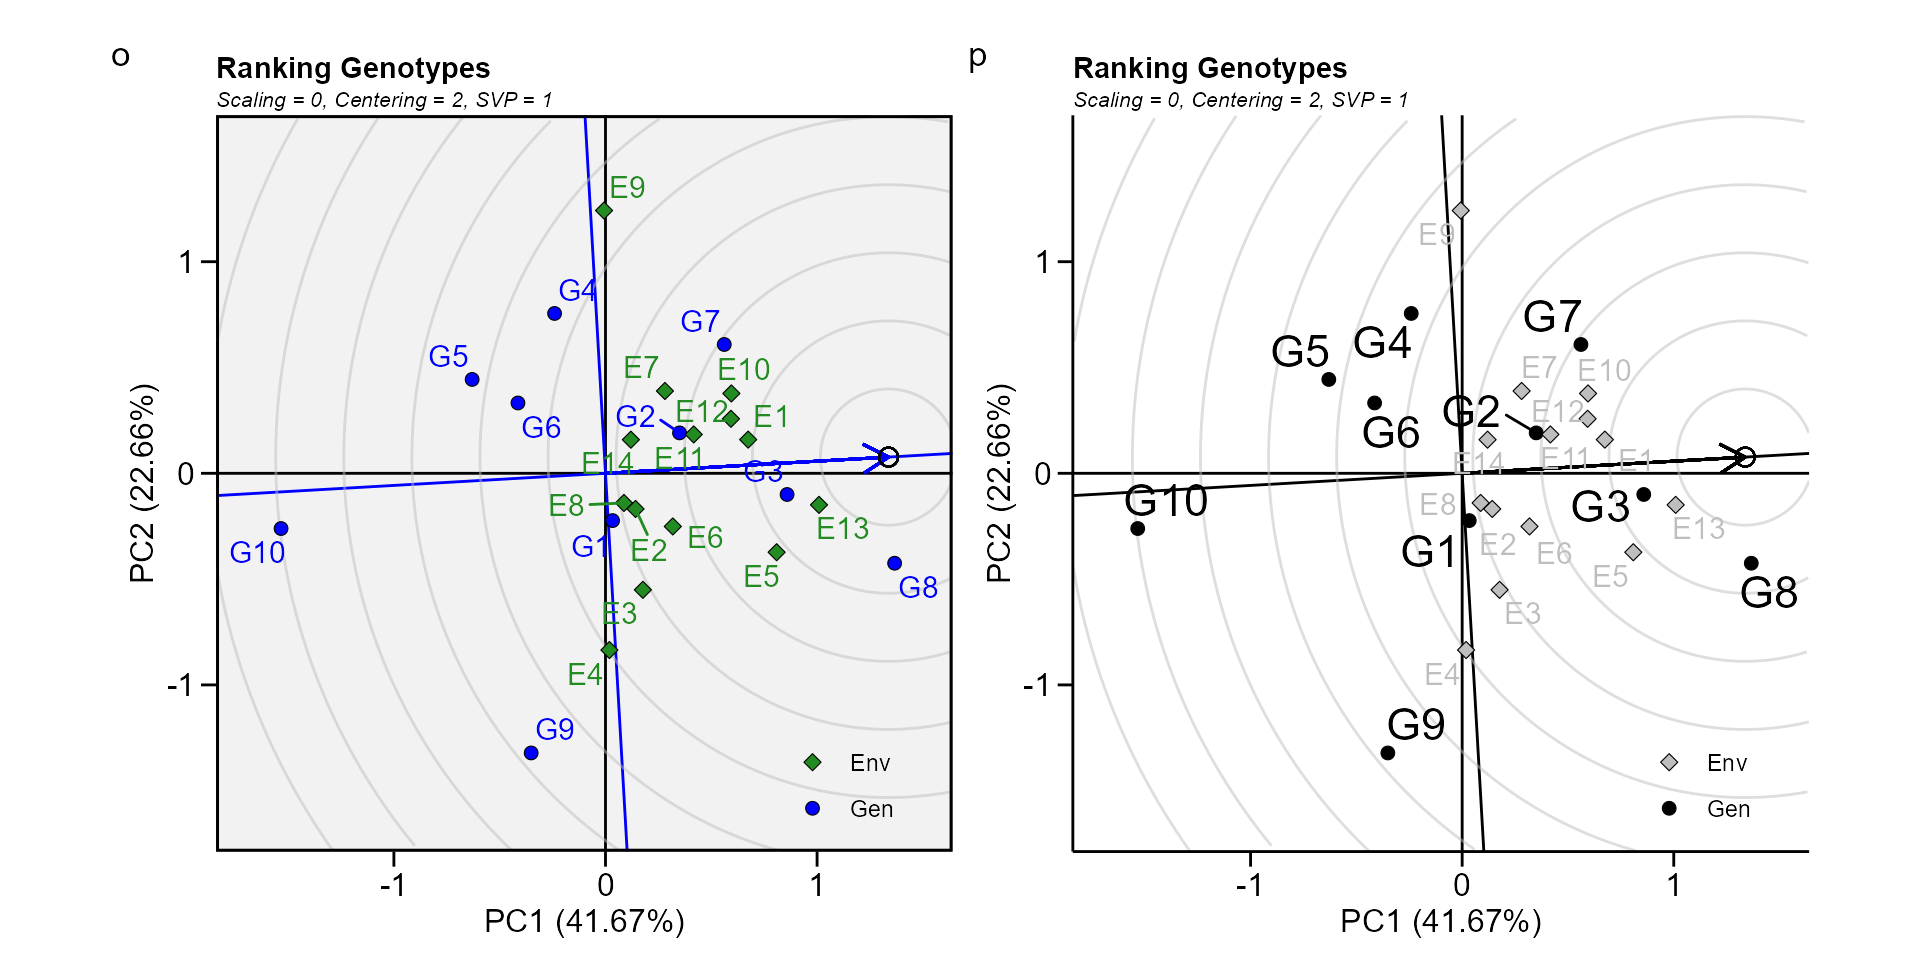 o
Ranking Genotypes
Scaling = 0, Centering = 2, SVP = 1
E9
G4
G7
G5
E7
E10
G2
E12
E1
G6
E14
E11
G3
E8
G1
E2
E6
E13
G10
E5
G8
E3
E4
G9
Env
Gen
1
0
-1
-1
0
1
PC1 (41.67%)
PC2 (22.66%)
p
Ranking Genotypes
Scaling = 0, Centering = 2, SVP = 1
E9
G7
G4
G5
E7
E10
G2
E12
G6
E14
E11
E1
G10
E8
G3
E13
G1
E2
E6
E5
G8
E3
E4
G9
Env
Gen
1
0
-1
-1
0
1
PC1 (41.67%)
PC2 (22.66%)